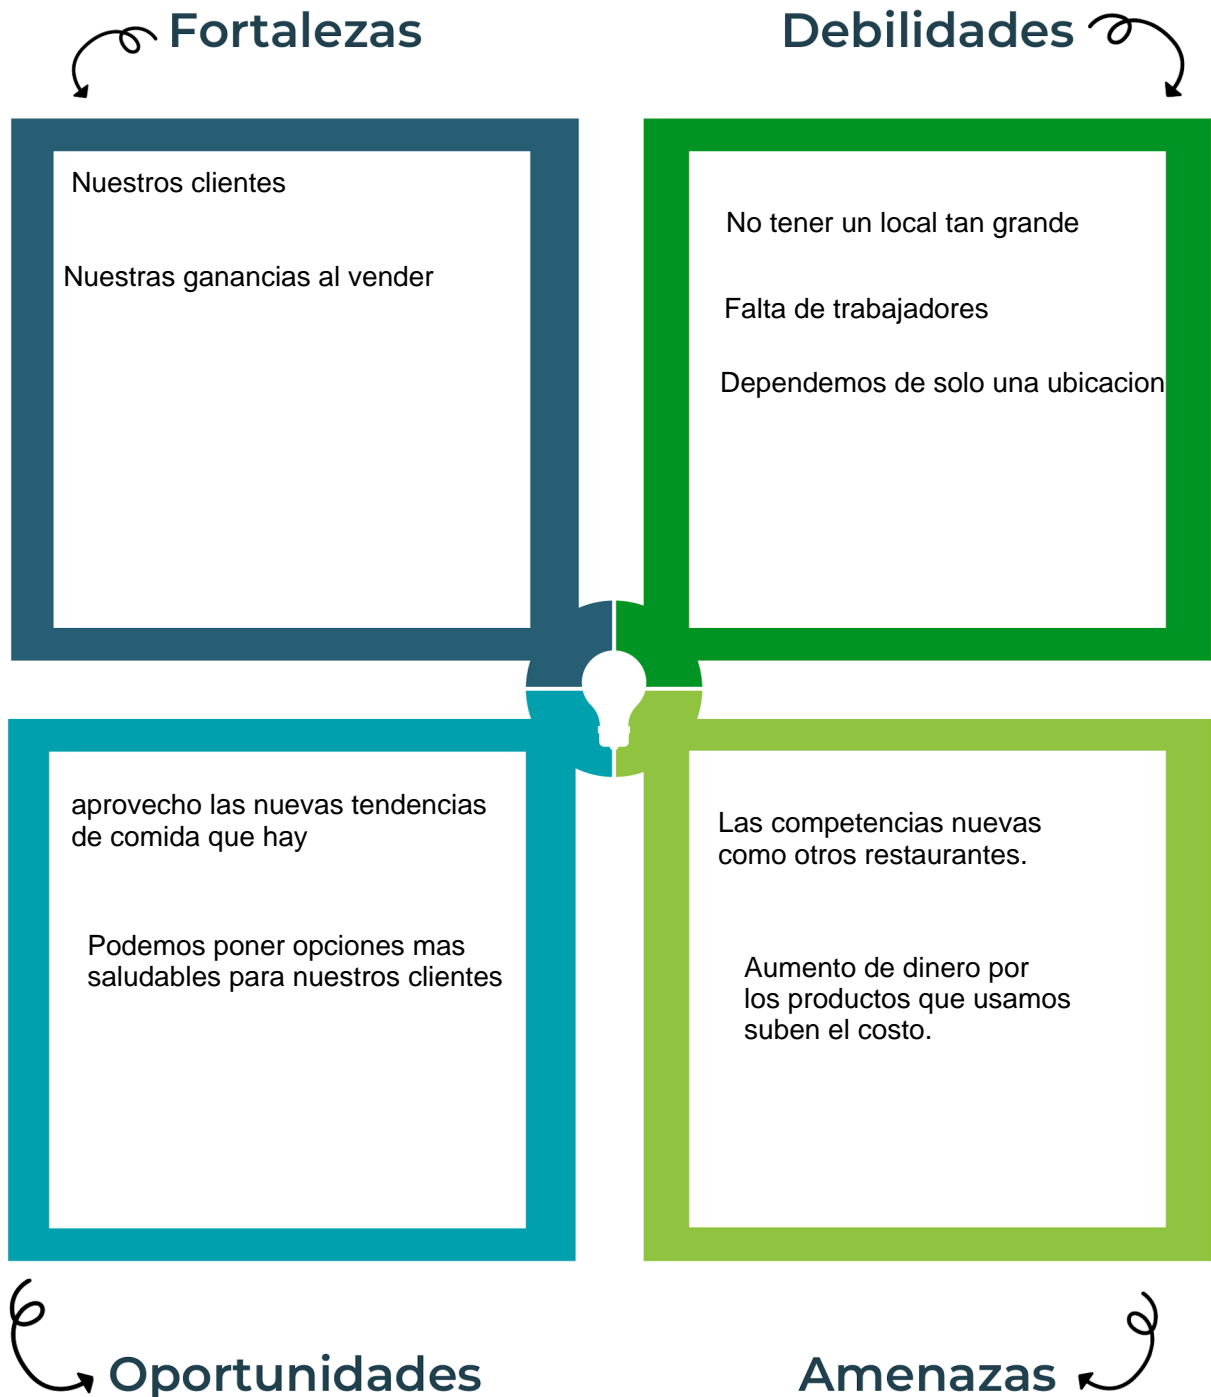 Fortalezas
Nuestros clientes
Nuestras ganancias al vender
Debilidades
No tener un local tan grande
Falta de trabajadores
Dependemos de solo una ubicacion
aprovecho las nuevas tendencias
de comida que hay
Podemos poner opciones mas
saludables para nuestros clientes
Oportunidades
Las competencias nuevas
como otros restaurantes.
Aumento de dinero por
los productos que usamos
suben el costo.
Amenazas